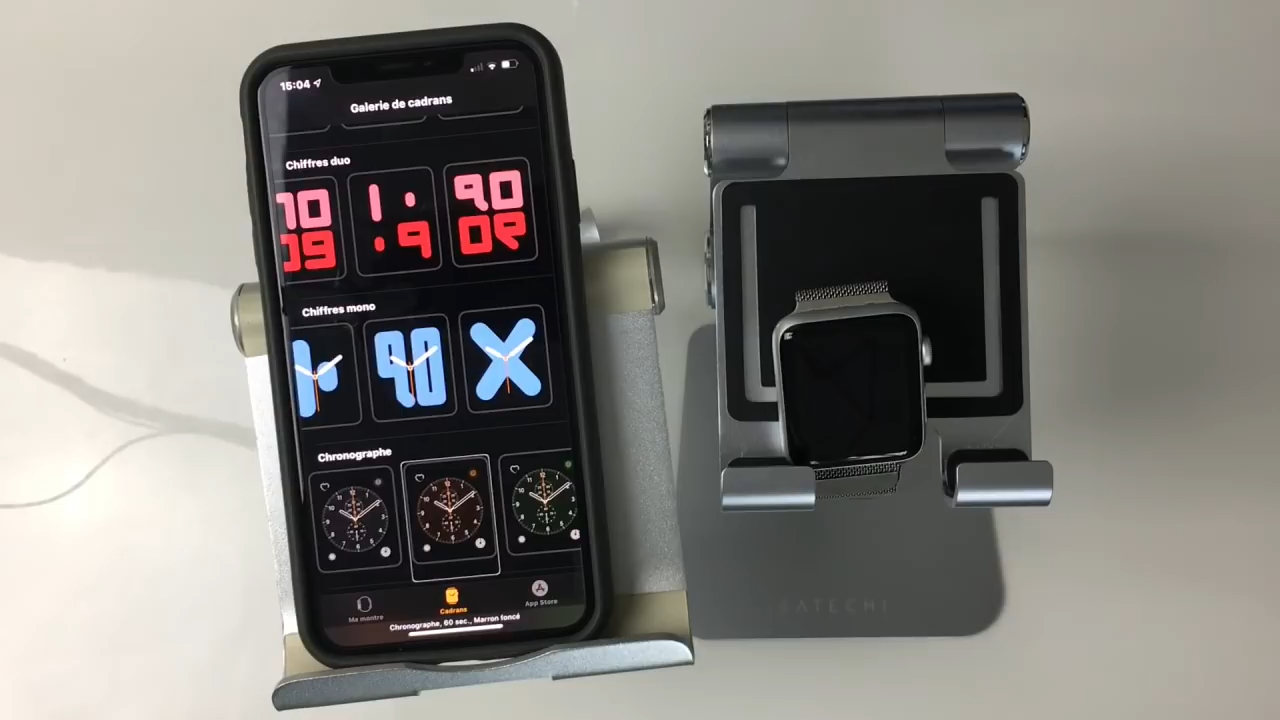 15:04
Galerie de cadrans
Chiffres duo
Chiffres mono
Chronographe
Ma montre
Cadrans
App Store
Chronographe, 60 sec., Marron foncé
SATECHI